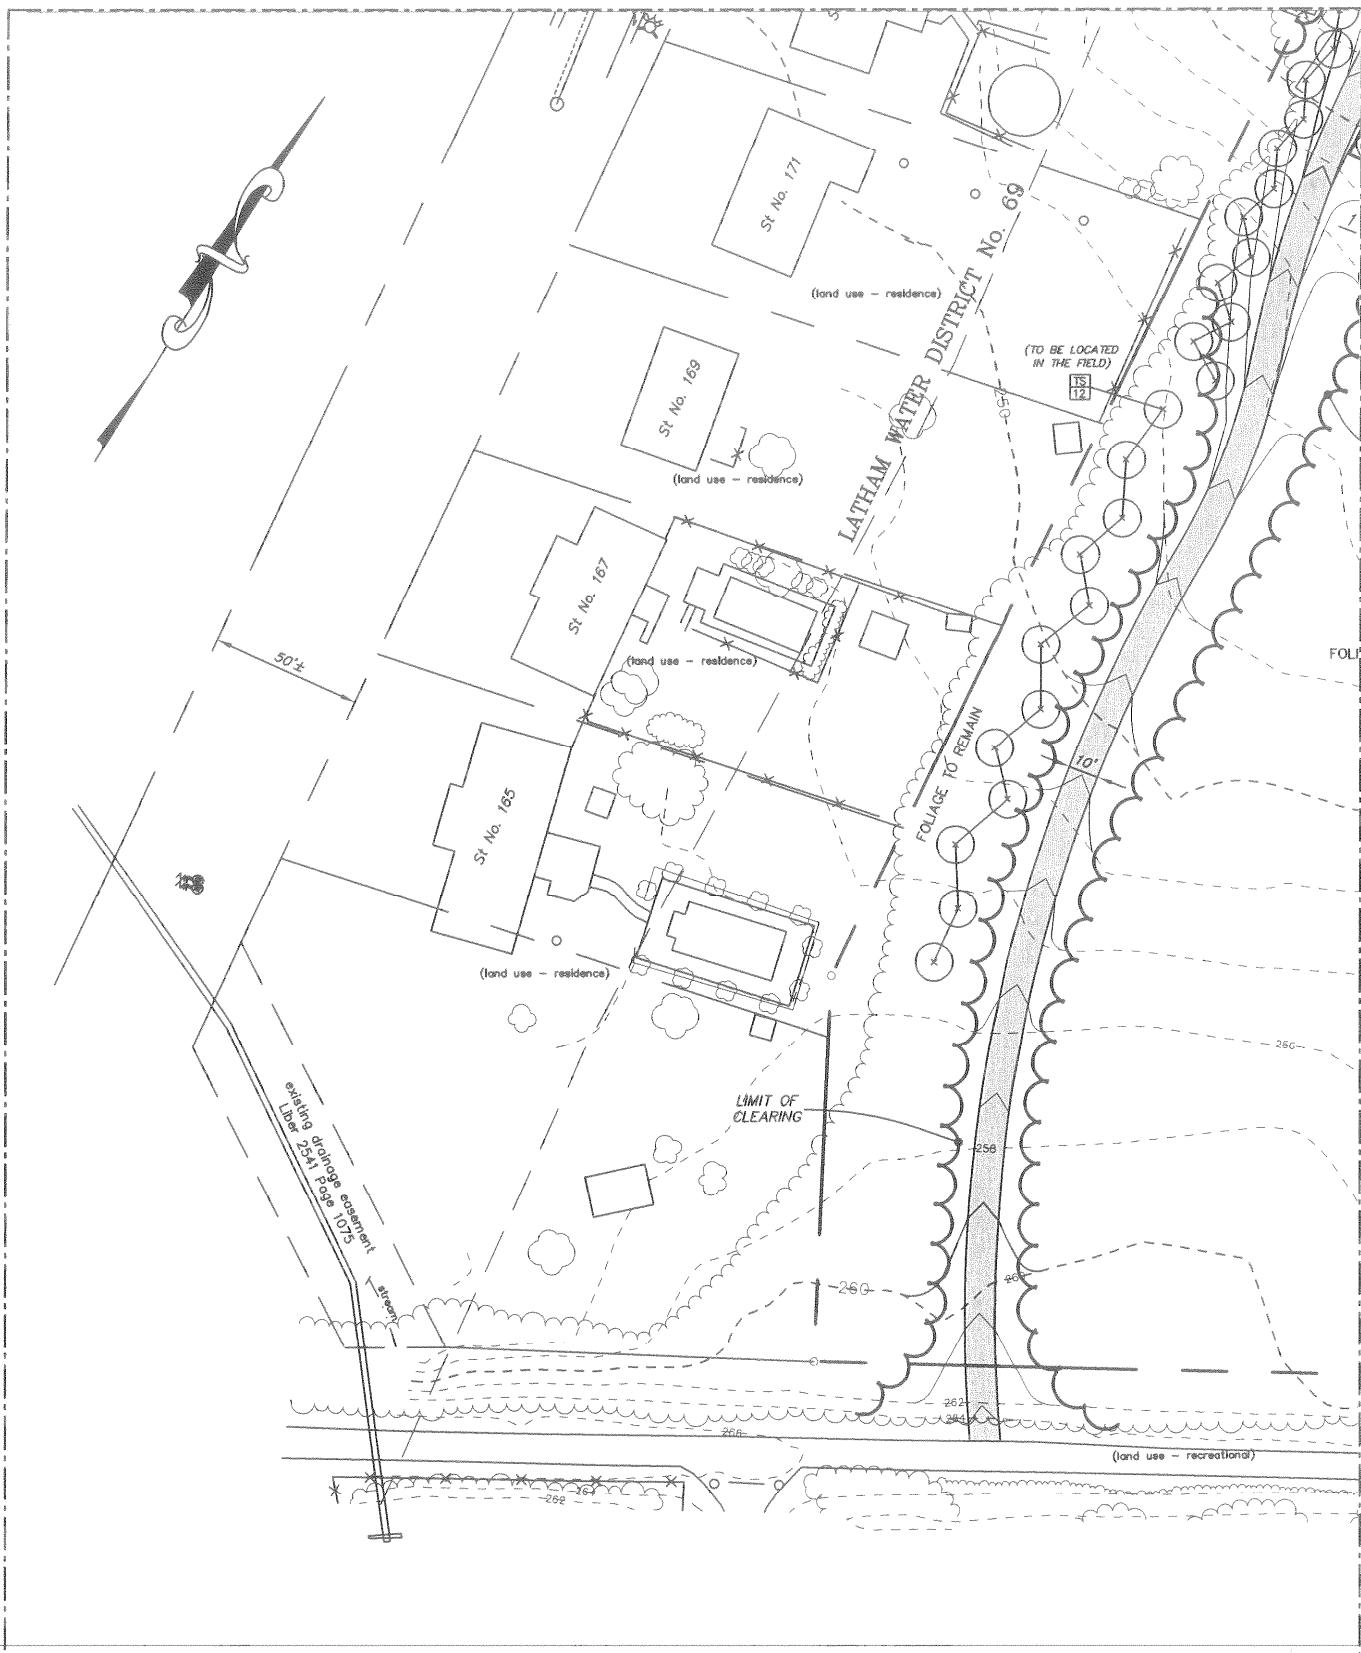 St No. 171
LATHAM WATER DISTRICT No. 69
(land use - residence)
(TO BE LOCATED
IN THE FIELD)
TS
12
St No. 169
250
(land use - residence)
St No. 167
(land use - residence)
50'±
FOLIAGE TO REMAIN
10'
St No. 165
(land use - residence)
256
LIMIT OF
CLEARING
258
existing drainage easement
Liber 2541 Page 1075
stream
260
260
262
264
266
(land use - recreational)
264
262